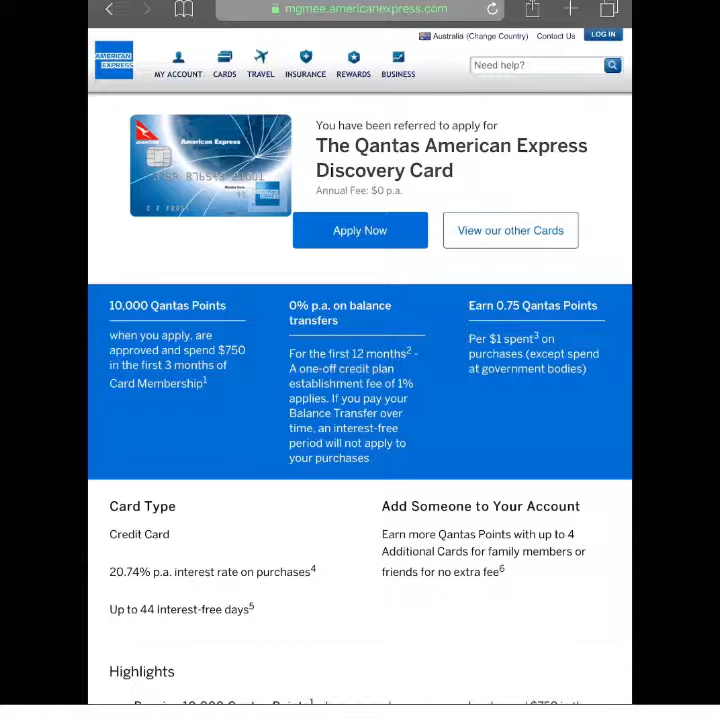 mgmee.americanexpress.com
Australia (Change Country) Contact Us LOG IN
AMERICAN EXPRESS
MY ACCOUNT CARDS TRAVEL INSURANCE REWARDS BUSINESS
Need help?
QANTAS
American Express
C F FROST
You have been referred to apply for
The Qantas American Express
Discovery Card
Annual Fee: $0 p.a.
Apply Now
View our other Cards
10,000 Qantas Points
when you apply, are
approved and spend $750
in the first 3 months of
Card Membership1
0% p.a. on balance
transfers
For the first 12 months2 -
A one-off credit plan
establishment fee of 1%
applies. If you pay your
Balance Transfer over
time, an interest-free
period will not apply to
your purchases
Earn 0.75 Qantas Points
Per $1 spent3 on
purchases (except spend
at government bodies)
Card Type
Credit Card
20.74% p.a. interest rate on purchases4
Up to 44 Interest-free days5
Add Someone to Your Account
Earn more Qantas Points with up to 4
Additional Cards for family members or
friends for no extra fee6
Highlights